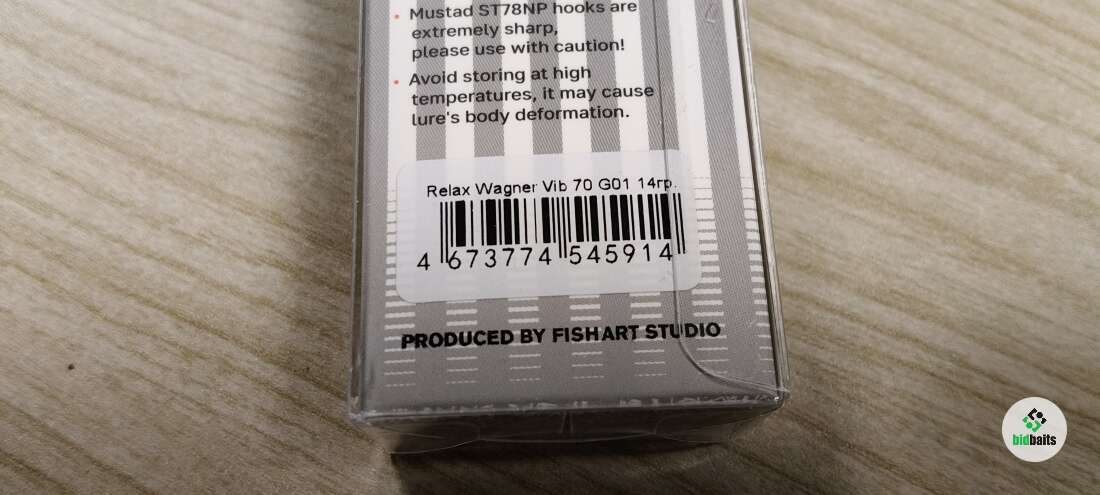 Mustad ST78NP hooks are
extremely sharp,
please use with caution!
Avoid storing at high
temperatures, it may cause
lure's body deformation.
Relax Wagner Vib 70 G01 14гр.
4 673774 545914
PRODUCED BY FISHART STUDIO
bidbaits